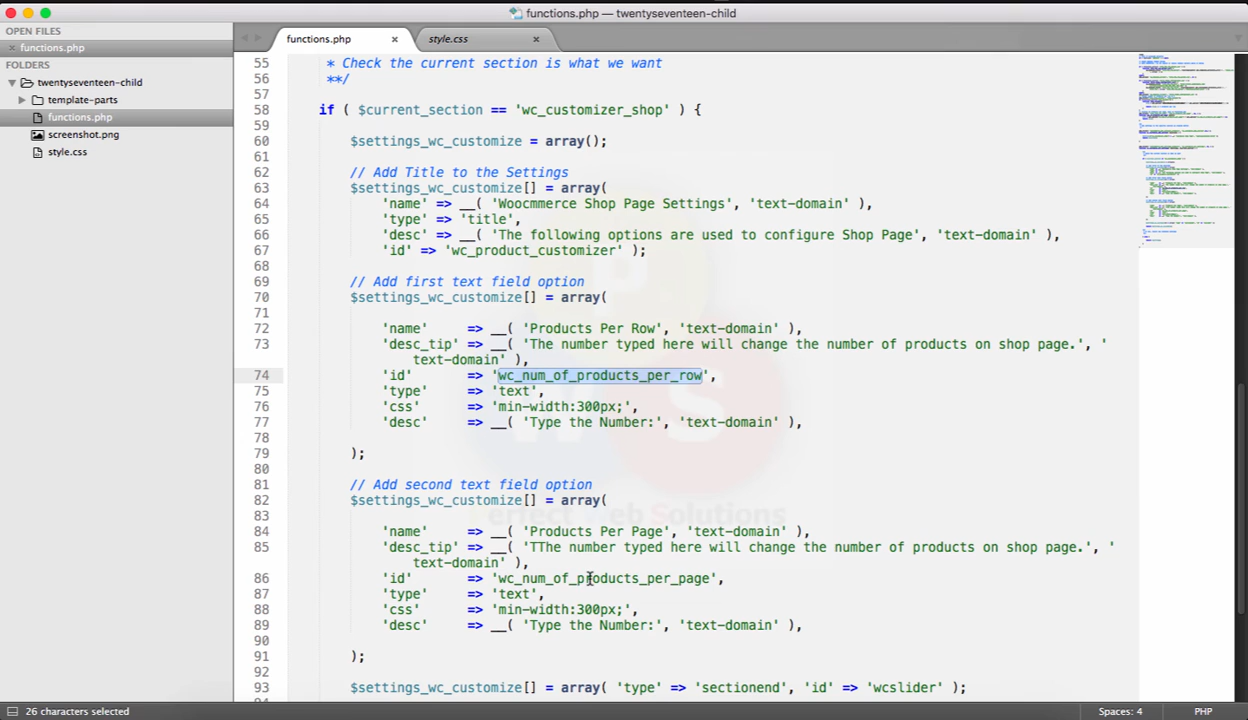 functions.php — twentyseventeen-child
OPEN FILES
× functions.php
FOLDERS
twentyseventeen-child
template-parts
functions.php
screenshot.png
style.css
functions.php ×
style.css ×
55 * Check the current section is what we want
56 **/
57
58 if ( $current_section == 'wc_customizer_shop' ) {
59
60 $settings_wc_customize = array();
61
62 // Add Title to the Settings
63 $settings_wc_customize[] = array(
64 'name' => __( 'Woocmmerce Shop Page Settings', 'text-domain' ),
65 'type' => 'title',
66 'desc' => __( 'The following options are used to configure Shop Page', 'text-domain' ),
67 'id' => 'wc_product_customizer' );
68
69 // Add first text field option
70 $settings_wc_customize[] = array(
71
72 'name' => __( 'Products Per Row', 'text-domain' ),
73 'desc_tip' => __( 'The number typed here will change the number of products on shop page.', '
text-domain' ),
74 'id' => 'wc_num_of_products_per_row',
75 'type' => 'text',
76 'css' => 'min-width:300px;',
77 'desc' => __( 'Type the Number:', 'text-domain' ),
78
79 );
80
81 // Add second text field option
82 $settings_wc_customize[] = array(
83
84 'name' => __( 'Products Per Page', 'text-domain' ),
85 'desc_tip' => __( 'TThe number typed here will change the number of products on shop page.', '
text-domain' ),
86 'id' => 'wc_num_of_products_per_page',
87 'type' => 'text',
88 'css' => 'min-width:300px;',
89 'desc' => __( 'Type the Number:', 'text-domain' ),
90
91 );
92
93 $settings_wc_customize[] = array( 'type' => 'sectionend', 'id' => 'wcslider' );
P
W S
erfect Web Solutions
26 characters selected
Spaces: 4
PHP